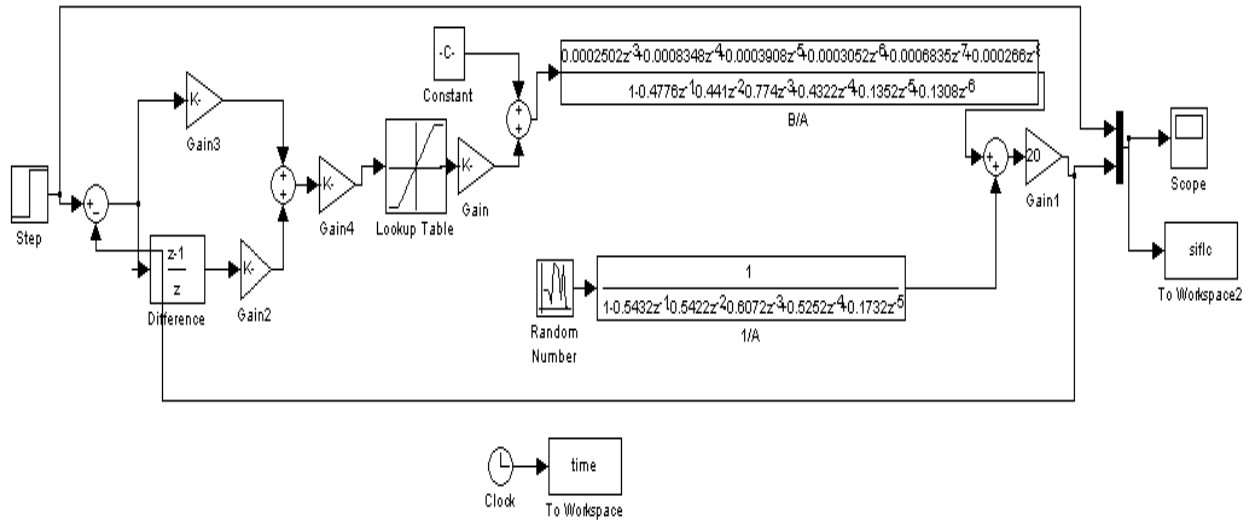 -C-
Constant
0.0002502z-3+0.0008348z-4+0.0003908z-5+0.0003052z-6+0.0006835z-7+0.000266z-8
1-0.4776z-1-0.441z-2-0.774z-3+0.4322z-4+0.1352z-5+0.1308z-6
B/A
K-
Gain3
Step
K-
Gain4
Lookup Table
K-
Gain
20
Gain1
Scope
z-1
z
Difference
K-
Gain2
siflc
To Workspace2
Random
Number
1
1-0.5432z-1-0.5422z-2-0.6072z-3+0.5252z-4+0.1732z-5
1/A
Clock
time
To Workspace